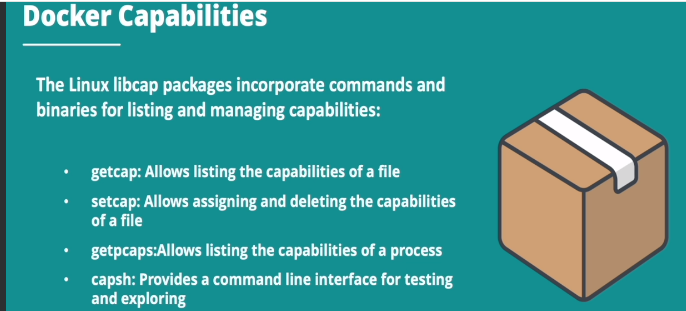 Docker Capabilities
The Linux libcap packages incorporate commands and
binaries for listing and managing capabilities:
• getcap: Allows listing the capabilities of a file
• setcap: Allows assigning and deleting the capabilities
of a file
• getpcaps:Allows listing the capabilities of a process
• capsh: Provides a command line interface for testing
and exploring